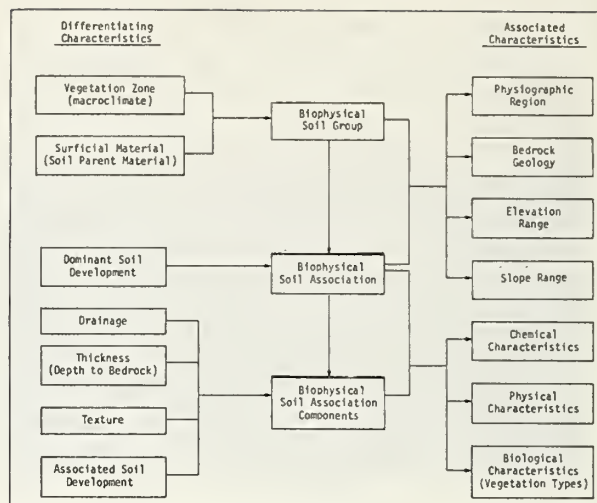 Differentiating
Characteristics
Associated
Characteristics
Vegetation Zone
(macroclimate)
Surficial Material
(Soil Parent Material)
Biophysical
Soil Group
Physiographic
Region
Bedrock
Geology
Elevation
Range
Slope Range
Dominant Soil
Development
Biophysical
Soil Association
Drainage
Thickness
(Depth to Bedrock)
Texture
Associated Soil
Development
Biophysical
Soil Association
Components
Chemical
Characteristics
Physical
Characteristics
Biological
Characteristics
(Vegetation Types)